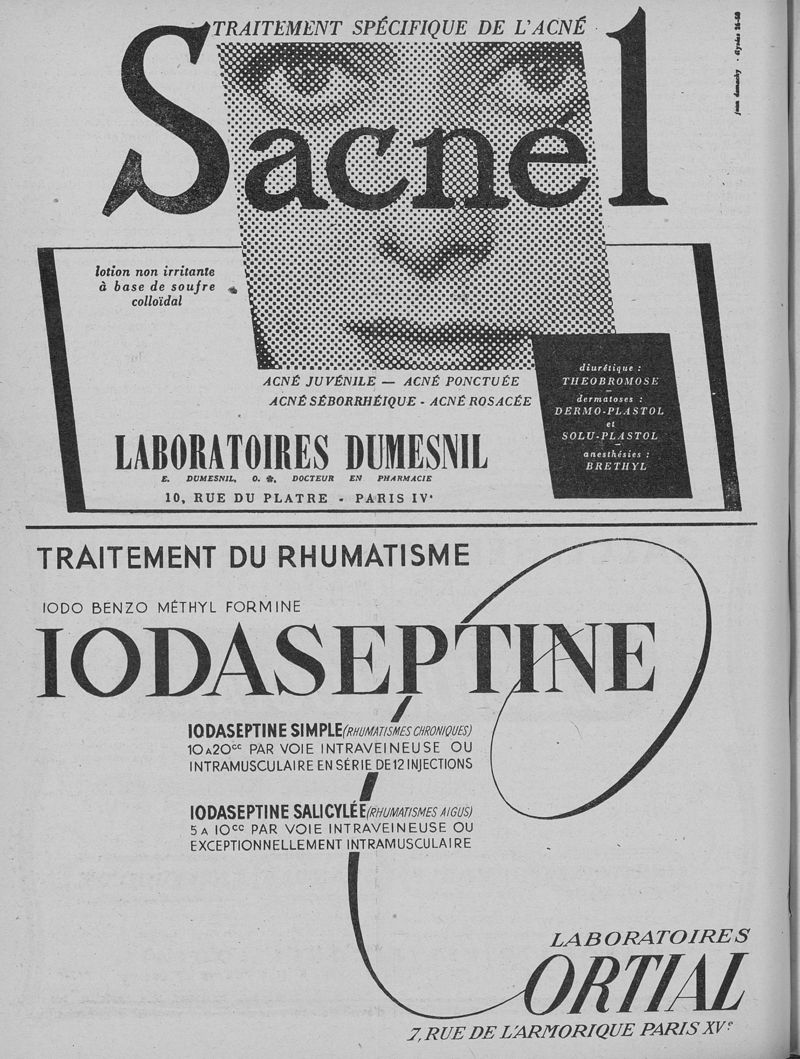 TRAITEMENT SPÉCIFIQUE DE L'ACNÉ
Sacnél
lotion non irritante
à base de soufre
colloïdal
ACNÉ JUVÉNILE — ACNÉ PONCTUÉE
ACNÉ SÉBORRHÉIQUE - ACNÉ ROSACÉE
LABORATOIRES DUMESNIL
E. DUMESNIL, O. DOCTEUR EN PHARMACIE
10, RUE DU PLATRE - PARIS IVᵉ
diurétique :
THEOBROMOSE
dermatoses :
DERMO-PLASTOL
et
SOLU-PLASTOL
anesthésies :
BRETHYL
TRAITEMENT DU RHUMATISME
IODO BENZO MÉTHYL FORMINE
IODASEPTINE
IODASEPTINE SIMPLE (RHUMATISMES CHRONIQUES)
10 A 20ᶜᶜ PAR VOIE INTRAVEINEUSE OU
INTRAMUSCULAIRE EN SÉRIE DE 12 INJECTIONS
IODASEPTINE SALICYLÉE (RHUMATISMES AIGUS)
5 A 10ᶜᶜ PAR VOIE INTRAVEINEUSE OU
EXCEPTIONNELLEMENT INTRAMUSCULAIRE
LABORATOIRES
ORTIAL
7, RUE DE L'ARMORIQUE PARIS XVᵉ